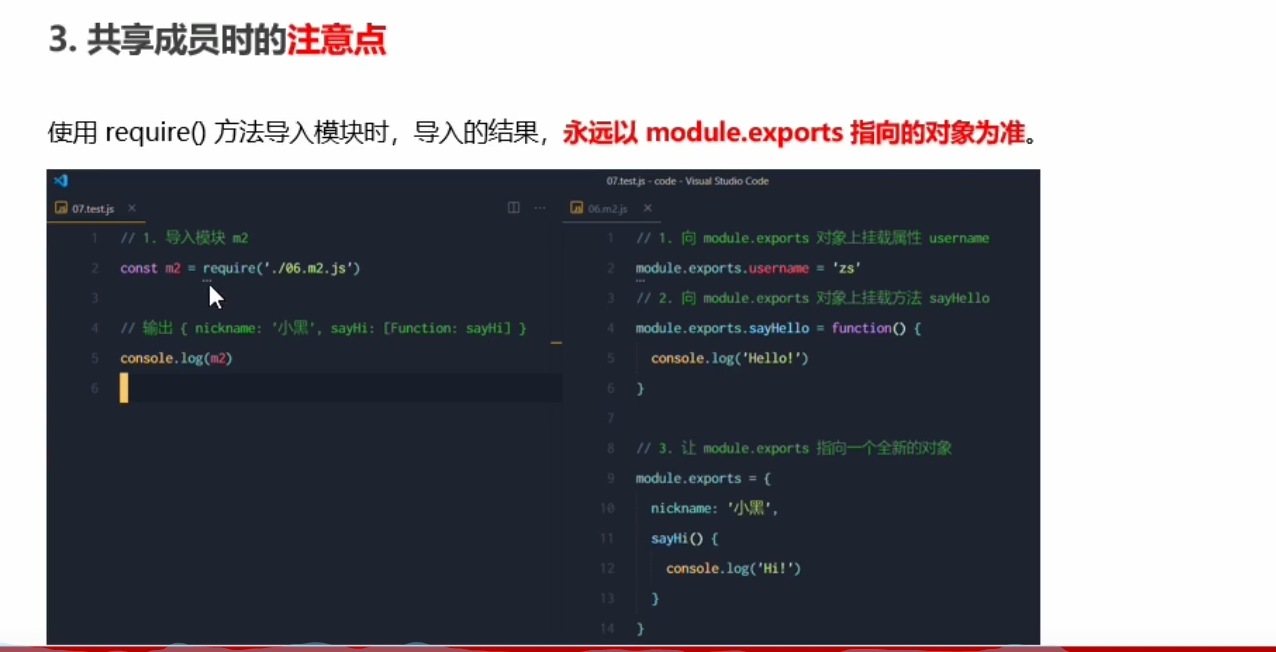 3. 共享成员时的注意点
使用 require() 方法导入模块时，导入的结果，永远以 module.exports 指向的对象为准。
07.test.js - code - Visual Studio Code
07.test.js
1 // 1. 导入模块 m2
2 const m2 = require('./06.m2.js')
3
4 // 输出 { nickname: '小黑', sayHi: [Function: sayHi] }
5 console.log(m2)
6
06.m2.js
1 // 1. 向 module.exports 对象上挂载属性 username
2 module.exports.username = 'zs'
3 // 2. 向 module.exports 对象上挂载方法 sayHello
4 module.exports.sayHello = function() {
5 console.log('Hello!')
6 }
7
8 // 3. 让 module.exports 指向一个全新的对象
9 module.exports = {
10 nickname: '小黑',
11 sayHi() {
12 console.log('Hi!')
13 }
14 }